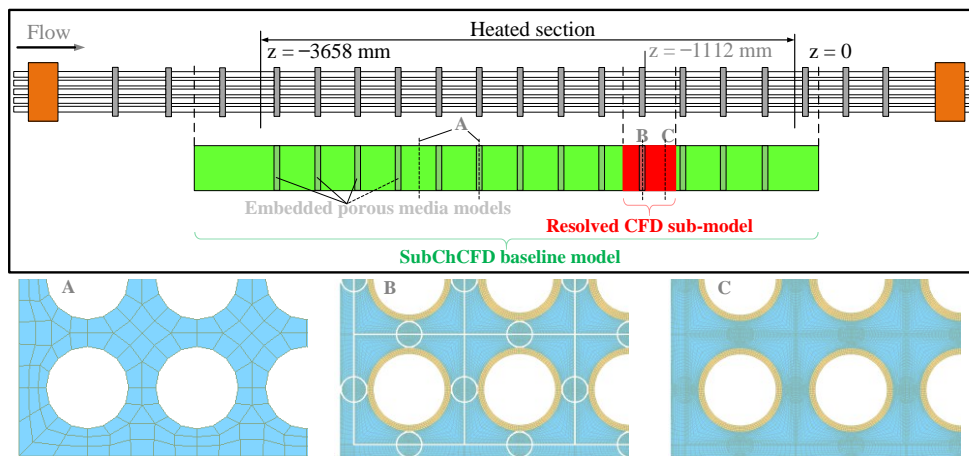 Flow
Heated section
z = −3658 mm
z = −1112 mm
z = 0
A
B
C
Embedded porous media models
Resolved CFD sub-model
SubChCFD baseline model
A
B
C